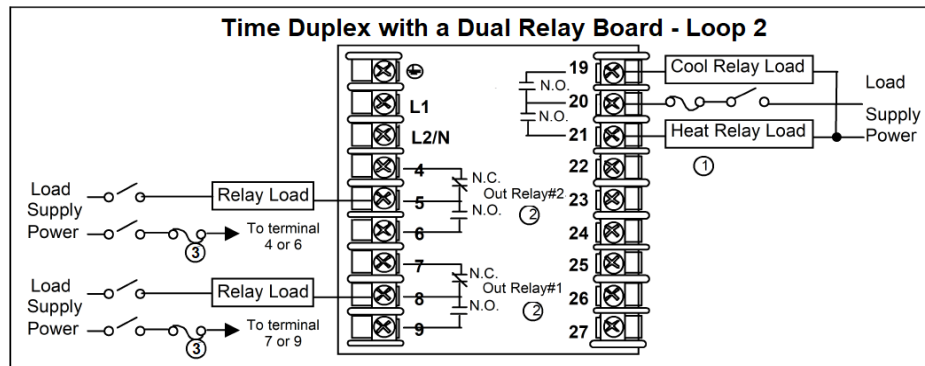 Time Duplex with a Dual Relay Board - Loop 2
L1
L2/N
4
5
6
7
8
9
N.C.
Out Relay#2
2
N.O.
N.C.
Out Relay#1
2
N.O.
Load
Supply
Power
Relay Load
3
To terminal
4 or 6
Load
Supply
Power
Relay Load
3
To terminal
7 or 9
19
20
21
22
23
24
25
26
27
N.O.
N.O.
Cool Relay Load
Heat Relay Load
1
Load
Supply
Power